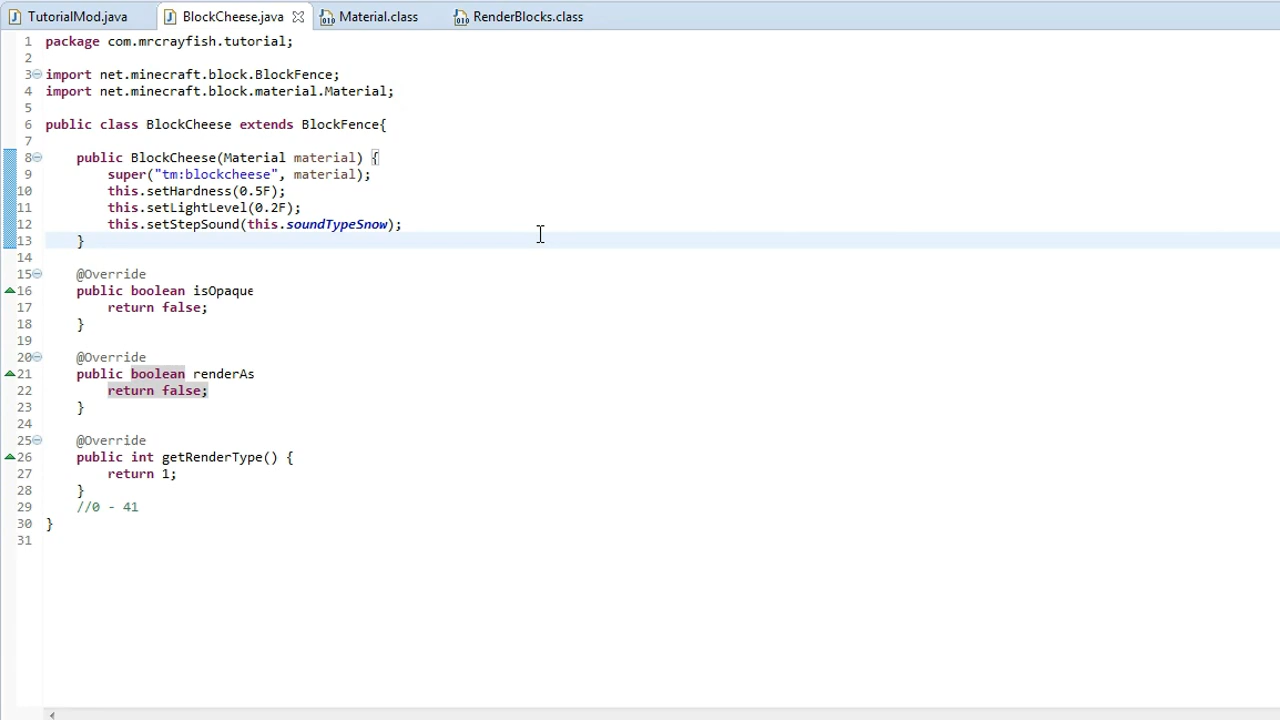 TutorialMod.java BlockCheese.java Material.class RenderBlocks.class
1 package com.mrcrayfish.tutorial;
2
3 import net.minecraft.block.BlockFence;
4 import net.minecraft.block.material.Material;
5
6 public class BlockCheese extends BlockFence{
7
8 public BlockCheese(Material material) {
9 super("tm:blockcheese", material);
10 this.setHardness(0.5F);
11 this.setLightLevel(0.2F);
12 this.setStepSound(this.soundTypeSnow);
13 }
14
15 @Override
16 public boolean isOpaque
17 return false;
18 }
19
20 @Override
21 public boolean renderAs
22 return false;
23 }
24
25 @Override
26 public int getRenderType() {
27 return 1;
28 }
29 //0 - 41
30 }
31